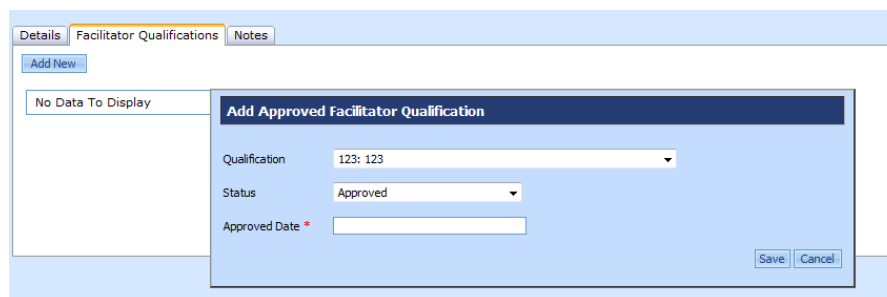 Details Facilitator Qualifications Notes
Add New
No Data To Display
Add Approved Facilitator Qualification
Qualification 123: 123
Status Approved
Approved Date *
Save Cancel